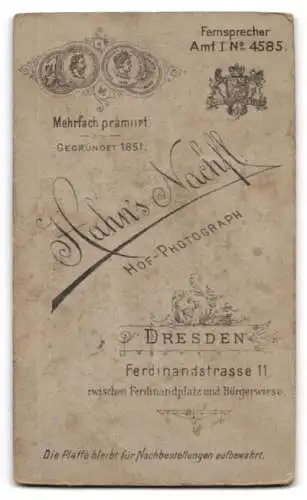 Fernsprecher
Amt I No 4585.
Mehrfach prämiirt
GEGRÜNDET 1851.
Hahn's Nachfl
HOF-PHOTOGRAPH
DRESDEN
Ferdinandstrasse 11
zwischen Ferdinandplatz und Bürgerwiese.
Die Platte bleibt für Nachbestellungen aufbewahrt.